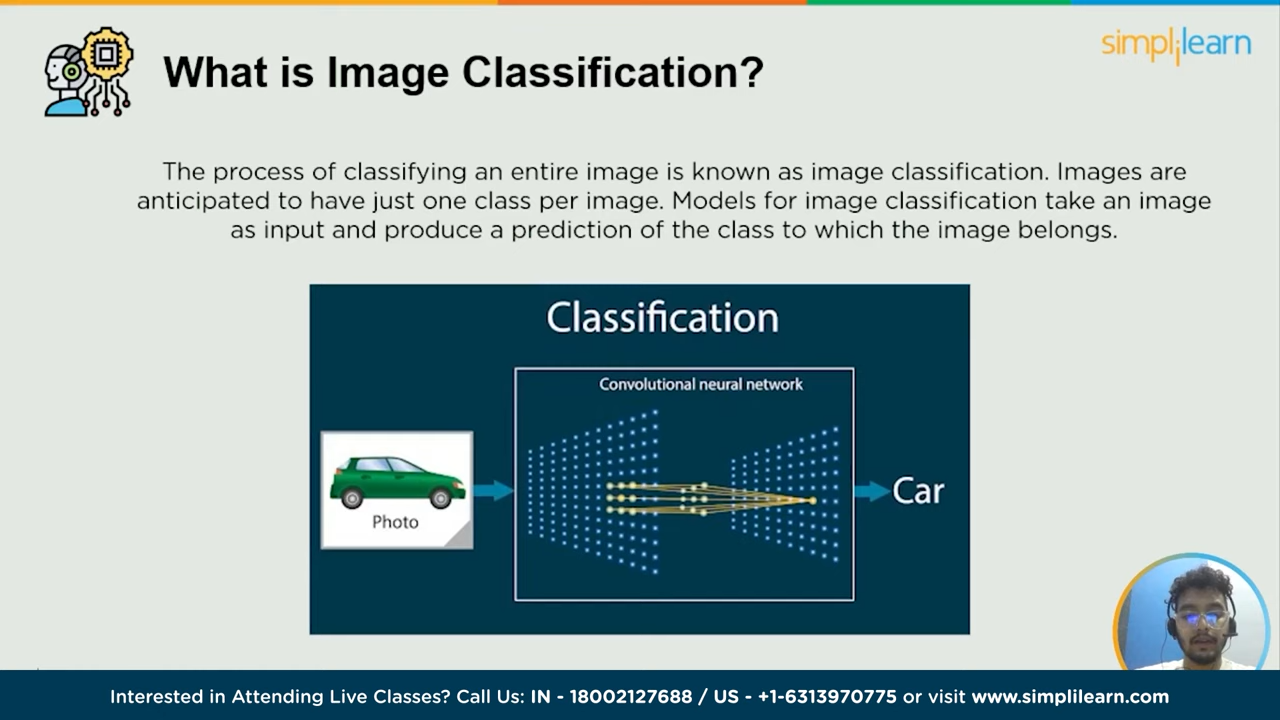 simplilearn
What is Image Classification?
The process of classifying an entire image is known as image classification. Images are
anticipated to have just one class per image. Models for image classification take an image
as input and produce a prediction of the class to which the image belongs.
Classification
Convolutional neural network
Photo
Car
Interested in Attending Live Classes? Call Us: IN - 18002127688 / US - +1-6313970775 or visit www.simplilearn.com